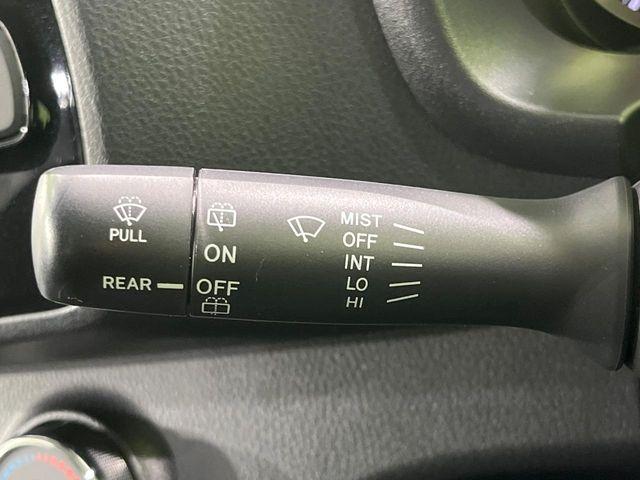 PULL
REAR
ON
OFF
MIST
OFF
INT
LO
HI